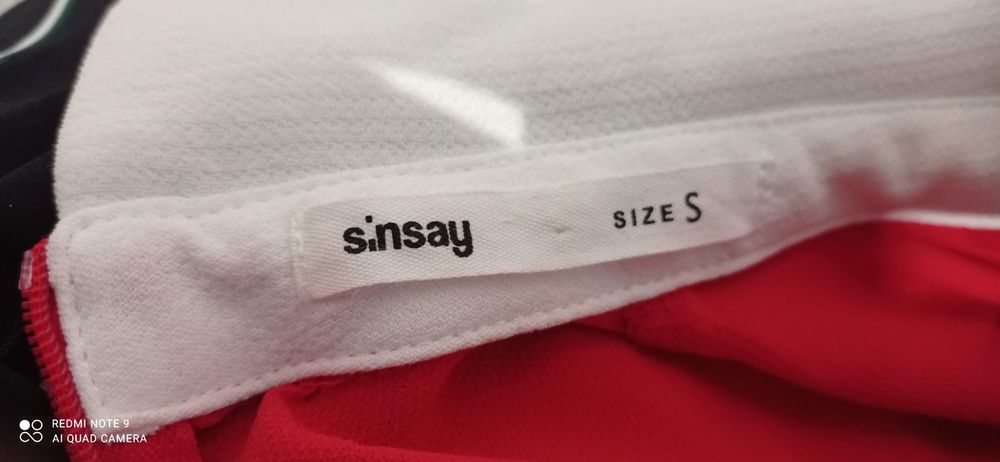 sinsay
SIZE S
REDMI NOTE 9
AI QUAD CAMERA